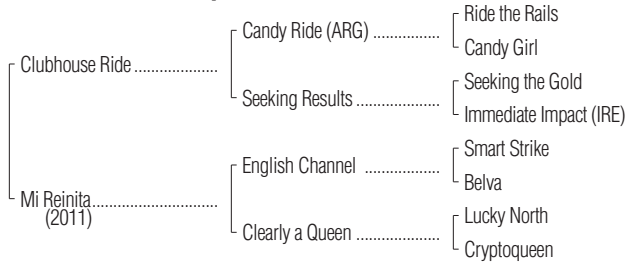 Ride the Rails
Candy Ride (ARG) ................
Candy Girl
Clubhouse Ride ....................
Seeking the Gold
Seeking Results ....................
Immediate Impact (IRE)
Smart Strike
English Channel ..................
Belva
Mi Reinita..............................
(2011)
Lucky North
Clearly a Queen ....................
Cryptoqueen